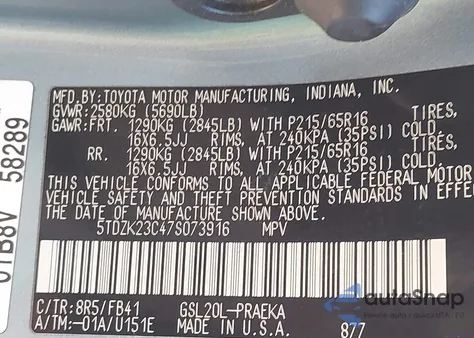 MFD.BY:TOYOTA MOTOR MANUFACTURING, INDIANA, INC.
GVWR:2580KG (5690LB)
GAWR:FRT. 1290KG (2845LB) WITH P215/65R16 TIRES,
16X6.5JJ RIMS, AT 240KPA (35PSI) COLD.
RR. 1290KG (2845LB) WITH P215/65R16 TIRES,
16X6.5JJ RIMS, AT 240KPA (35PSI) COLD.
THIS VEHICLE CONFORMS TO ALL APPLICABLE FEDERAL MOTOR
VEHICLE SAFETY AND THEFT PREVENTION STANDARDS IN EFFE
ON THE DATE OF MANUFACTURE SHOWN ABOVE.
5TDZK23C47S073916 MPV
C/TR:8R5/FB41 GSL20L-PRAEKA
A/TM:-01A/U151E MADE IN U.S.A. 877
01B8V 58289
autoSnap